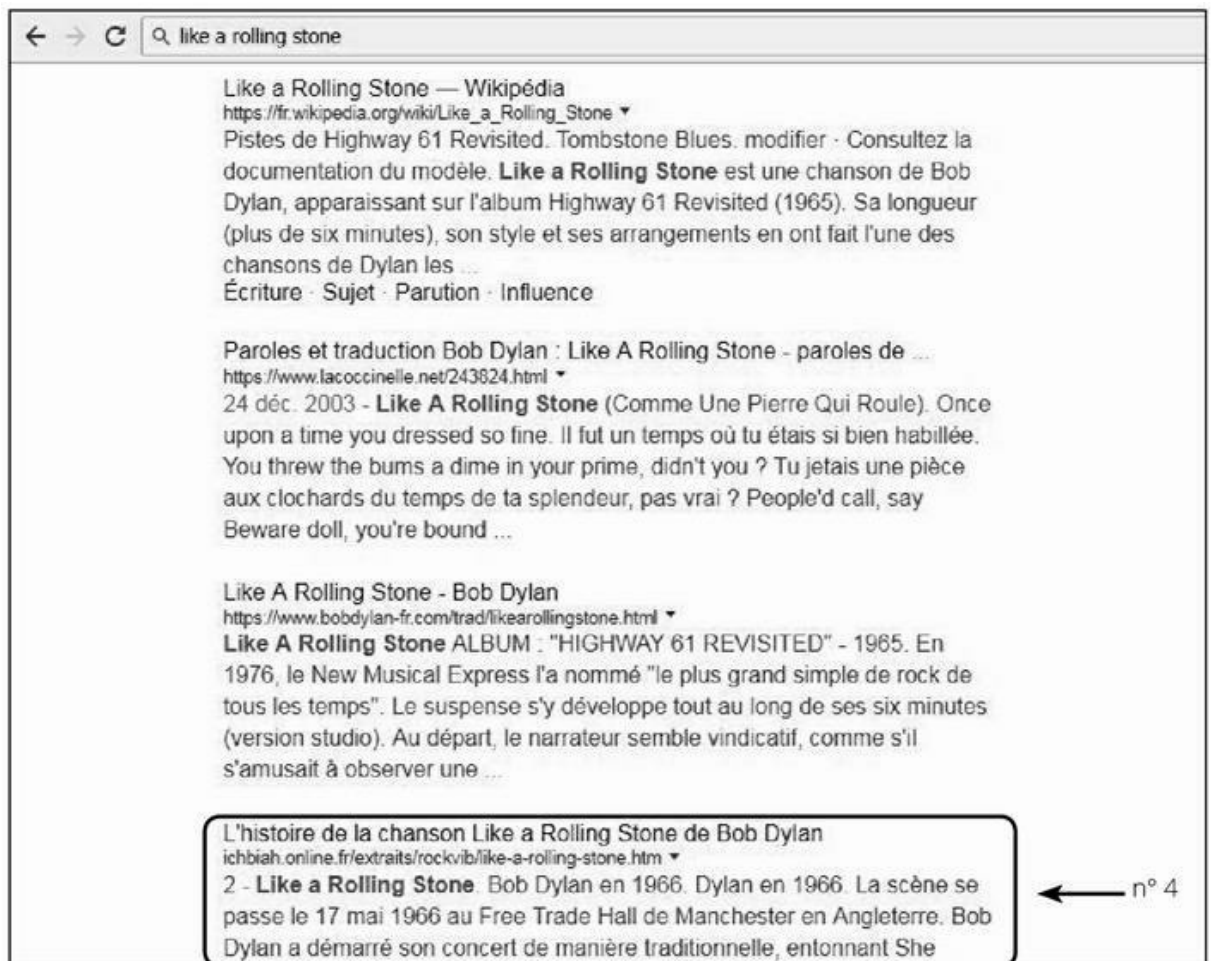 like a rolling stone
Like a Rolling Stone — Wikipédia
https://fr.wikipedia.org/wiki/Like_a_Rolling_Stone
Pistes de Highway 61 Revisited. Tombstone Blues. modifier · Consultez la
documentation du modèle. Like a Rolling Stone est une chanson de Bob
Dylan, apparaissant sur l'album Highway 61 Revisited (1965). Sa longueur
(plus de six minutes), son style et ses arrangements en ont fait l'une des
chansons de Dylan les ...
Écriture · Sujet · Parution · Influence
Paroles et traduction Bob Dylan : Like A Rolling Stone - paroles de ...
https://www.lacoccinelle.net/243824.html
24 déc. 2003 - Like A Rolling Stone (Comme Une Pierre Qui Roule). Once
upon a time you dressed so fine. Il fut un temps où tu étais si bien habillée.
You threw the bums a dime in your prime, didn't you ? Tu jetais une pièce
aux clochards du temps de ta splendeur, pas vrai ? People'd call, say
Beware doll, you're bound ...
Like A Rolling Stone - Bob Dylan
https://www.bobdylan-fr.com/trad/likearollingstone.html
Like A Rolling Stone ALBUM : "HIGHWAY 61 REVISITED" - 1965. En
1976, le New Musical Express l'a nommé "le plus grand simple de rock de
tous les temps". Le suspense s'y développe tout au long de ses six minutes
(version studio). Au départ, le narrateur semble vindicatif, comme s'il
s'amusait à observer une ...
L'histoire de la chanson Like a Rolling Stone de Bob Dylan
ichbiah.online.fr/extraits/rockvib/like-a-rolling-stone.htm
2 - Like a Rolling Stone. Bob Dylan en 1966. Dylan en 1966. La scène se
passe le 17 mai 1966 au Free Trade Hall de Manchester en Angleterre. Bob
Dylan a démarré son concert de manière traditionnelle, entonnant She
n° 4